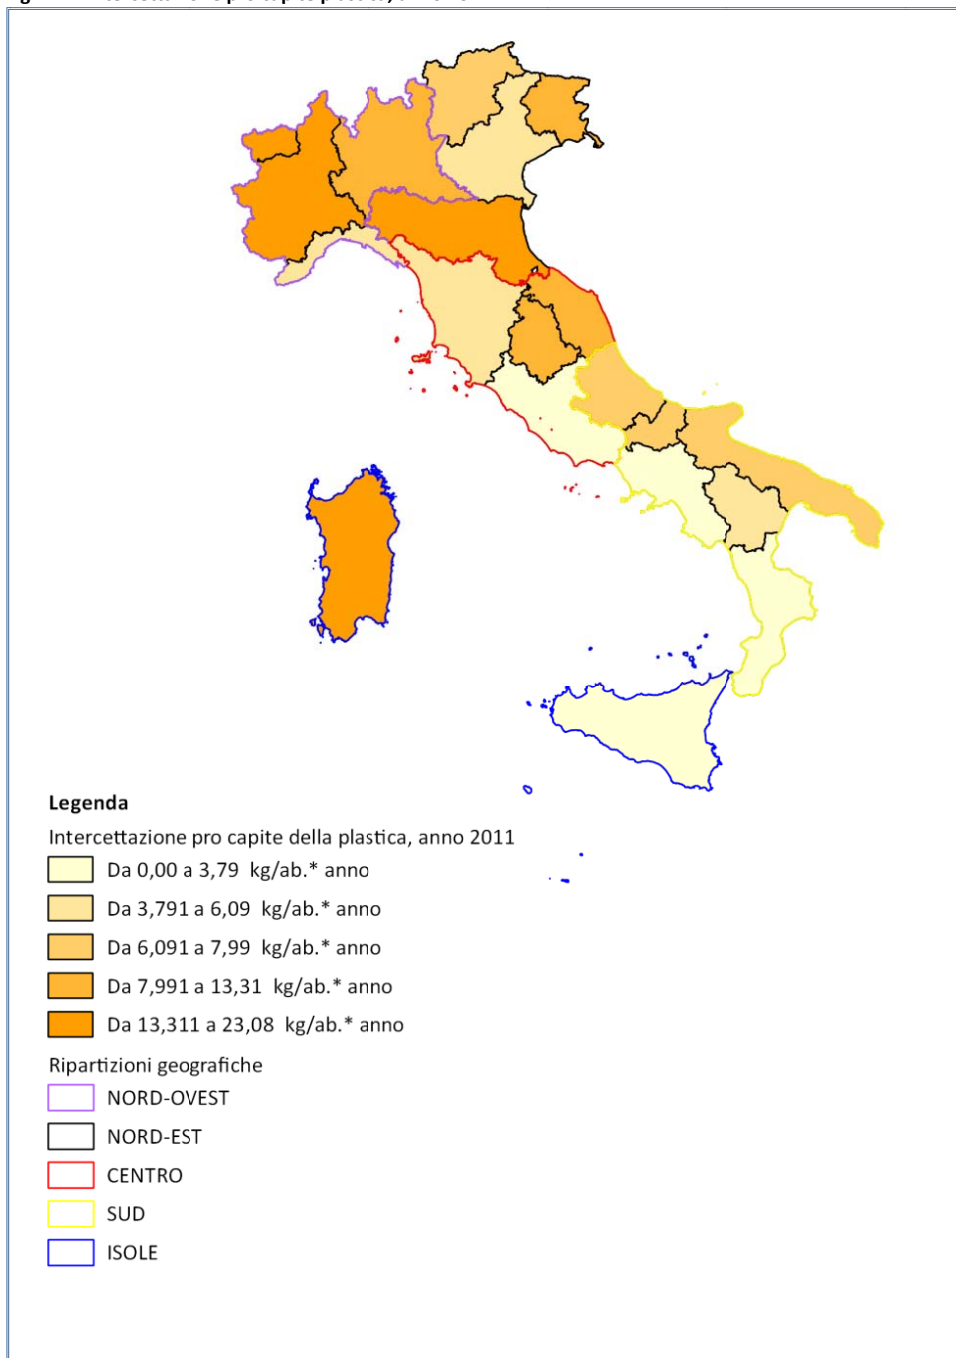 Legenda
Intercettazione pro capite della plastica, anno 2011
Da 0,00 a 3,79 kg/ab.* anno
Da 3,791 a 6,09 kg/ab.* anno
Da 6,091 a 7,99 kg/ab.* anno
Da 7,991 a 13,31 kg/ab.* anno
Da 13,311 a 23,08 kg/ab.* anno
Ripartizioni geografiche
NORD-OVEST
NORD-EST
CENTRO
SUD
ISOLE